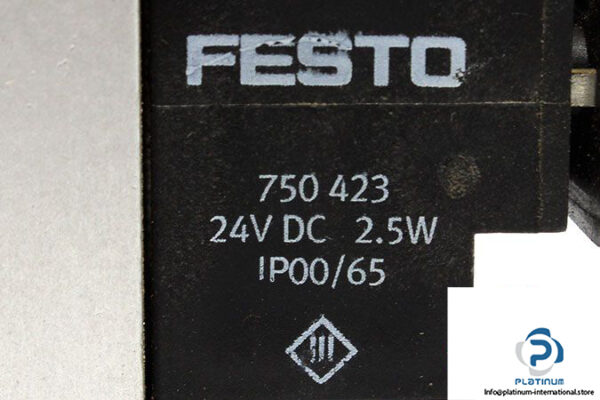 FESTO
750 423
24V DC 2.5W
IP00/65
PLATINUM
Info@platinum-international.store